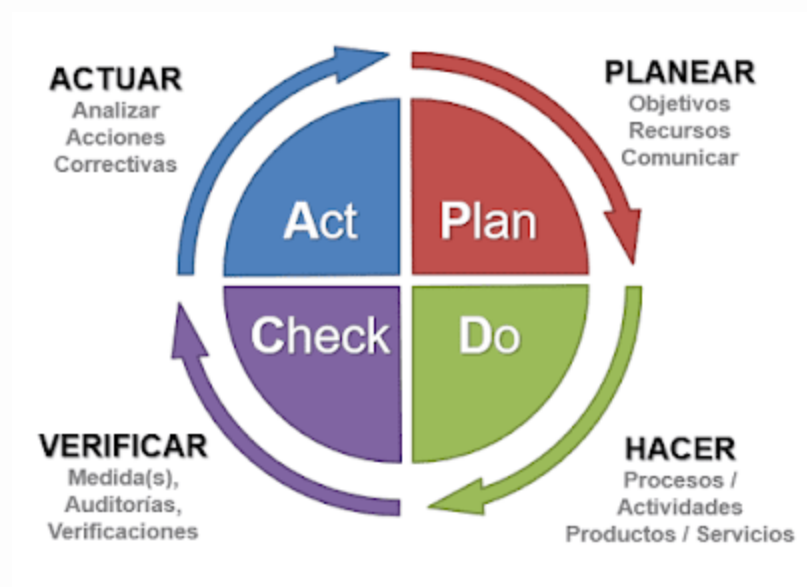 ACTUAR
Analizar
Acciones
Correctivas
PLANEAR
Objetivos
Recursos
Comunicar
Act
Plan
Check
Do
VERIFICAR
Medida(s),
Auditorías,
Verificaciones
HACER
Procesos /
Actividades
Productos / Servicios